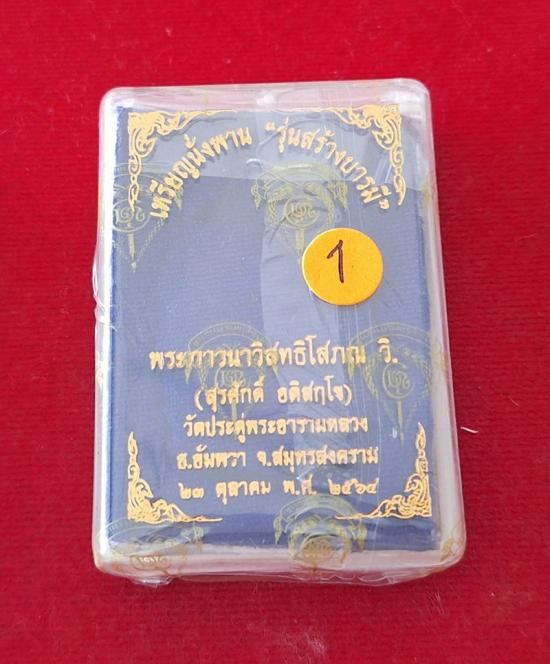 เหรียญนั่งพาน "รุ่นสร้างบารมี"
1
พระภาวนาวิสุทธิโสภณ วิ.
(สุรศักดิ์ อติสกฺโข)
วัดประดู่พระอารามหลวง
อ.อัมพวา จ.สมุทรสงคราม
๒๓ ตุลาคม พ.ศ. ๒๕๖๔